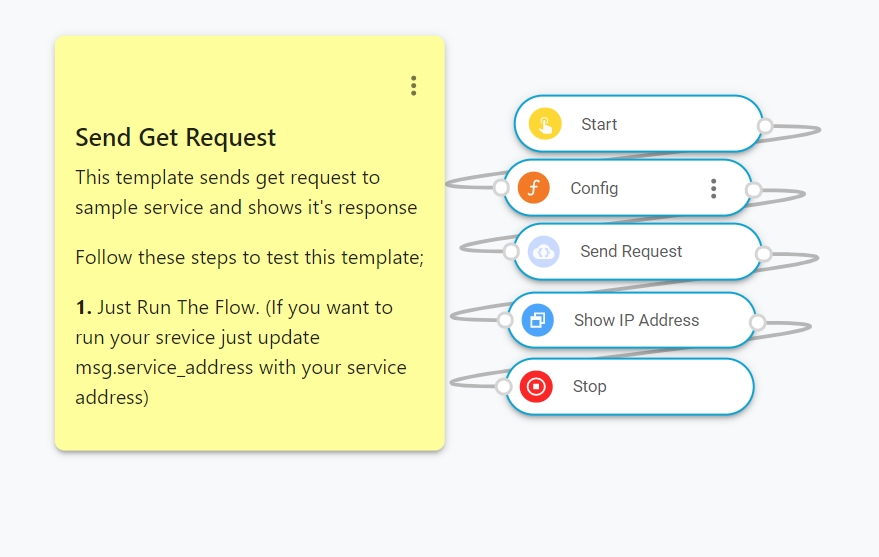 Send Get Request
This template sends get request to
sample service and shows it's response
Follow these steps to test this template;
1. Just Run The Flow. (If you want to
run your srevice just update
msg.service_address with your service
address)
Start
Config
Send Request
Show IP Address
Stop